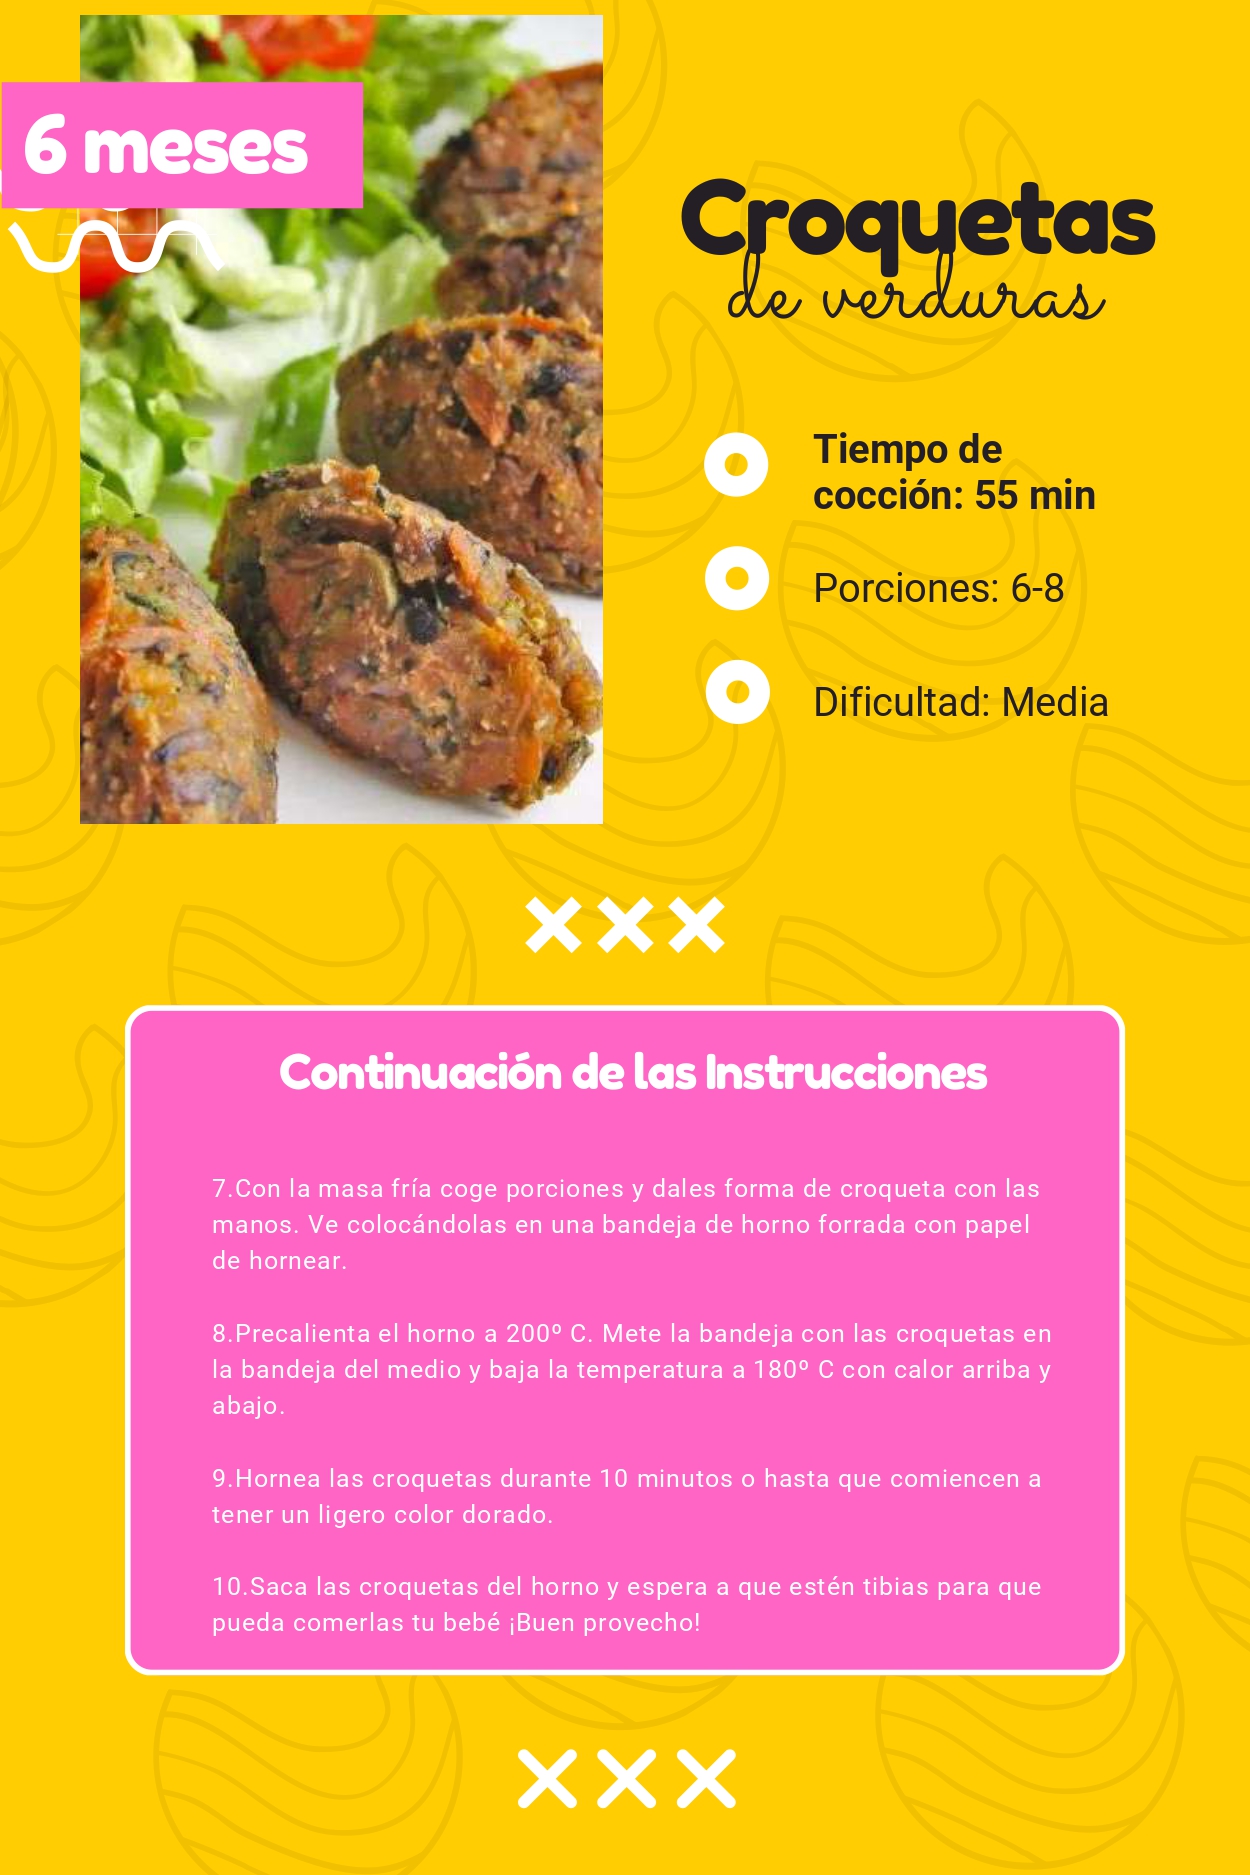 6 meses
Croquetas
de verduras
Tiempo de
cocción: 55 min
Porciones: 6-8
Dificultad: Media
Continuación de las Instrucciones
7.Con la masa fría coge porciones y dales forma de croqueta con las
manos. Ve colocándolas en una bandeja de horno forrada con papel
de hornear.
8.Precalienta el horno a 200º C. Mete la bandeja con las croquetas en
la bandeja del medio y baja la temperatura a 180º C con calor arriba y
abajo.
9.Hornea las croquetas durante 10 minutos o hasta que comiencen a
tener un ligero color dorado.
10.Saca las croquetas del horno y espera a que estén tibias para que
pueda comerlas tu bebé ¡Buen provecho!